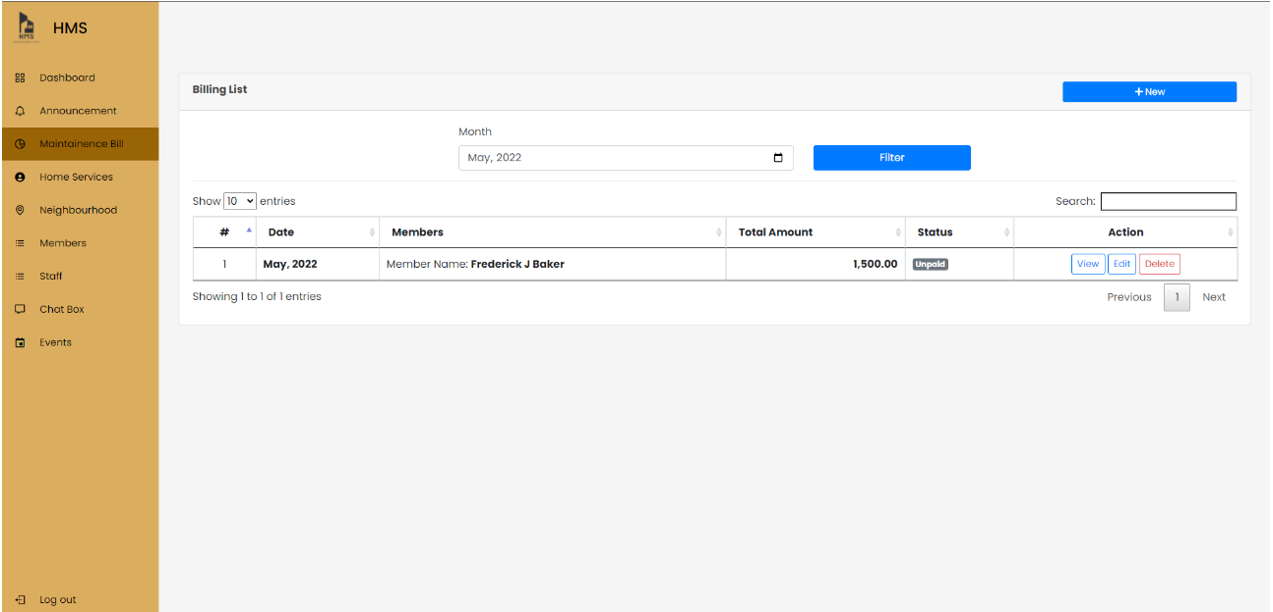 HMS
HMS
Dashboard
Announcement
Maintainence Bill
Home Services
Neighbourhood
Members
Staff
Chat Box
Events
Log out
Billing List
+ New
Month
May, 2022
Filter
Show 10 entries
Search:
# Date Members Total Amount Status Action
1 May, 2022 Member Name: Frederick J Baker 1,500.00 Unpaid View Edit Delete
Showing 1 to 1 of 1 entries
Previous 1 Next